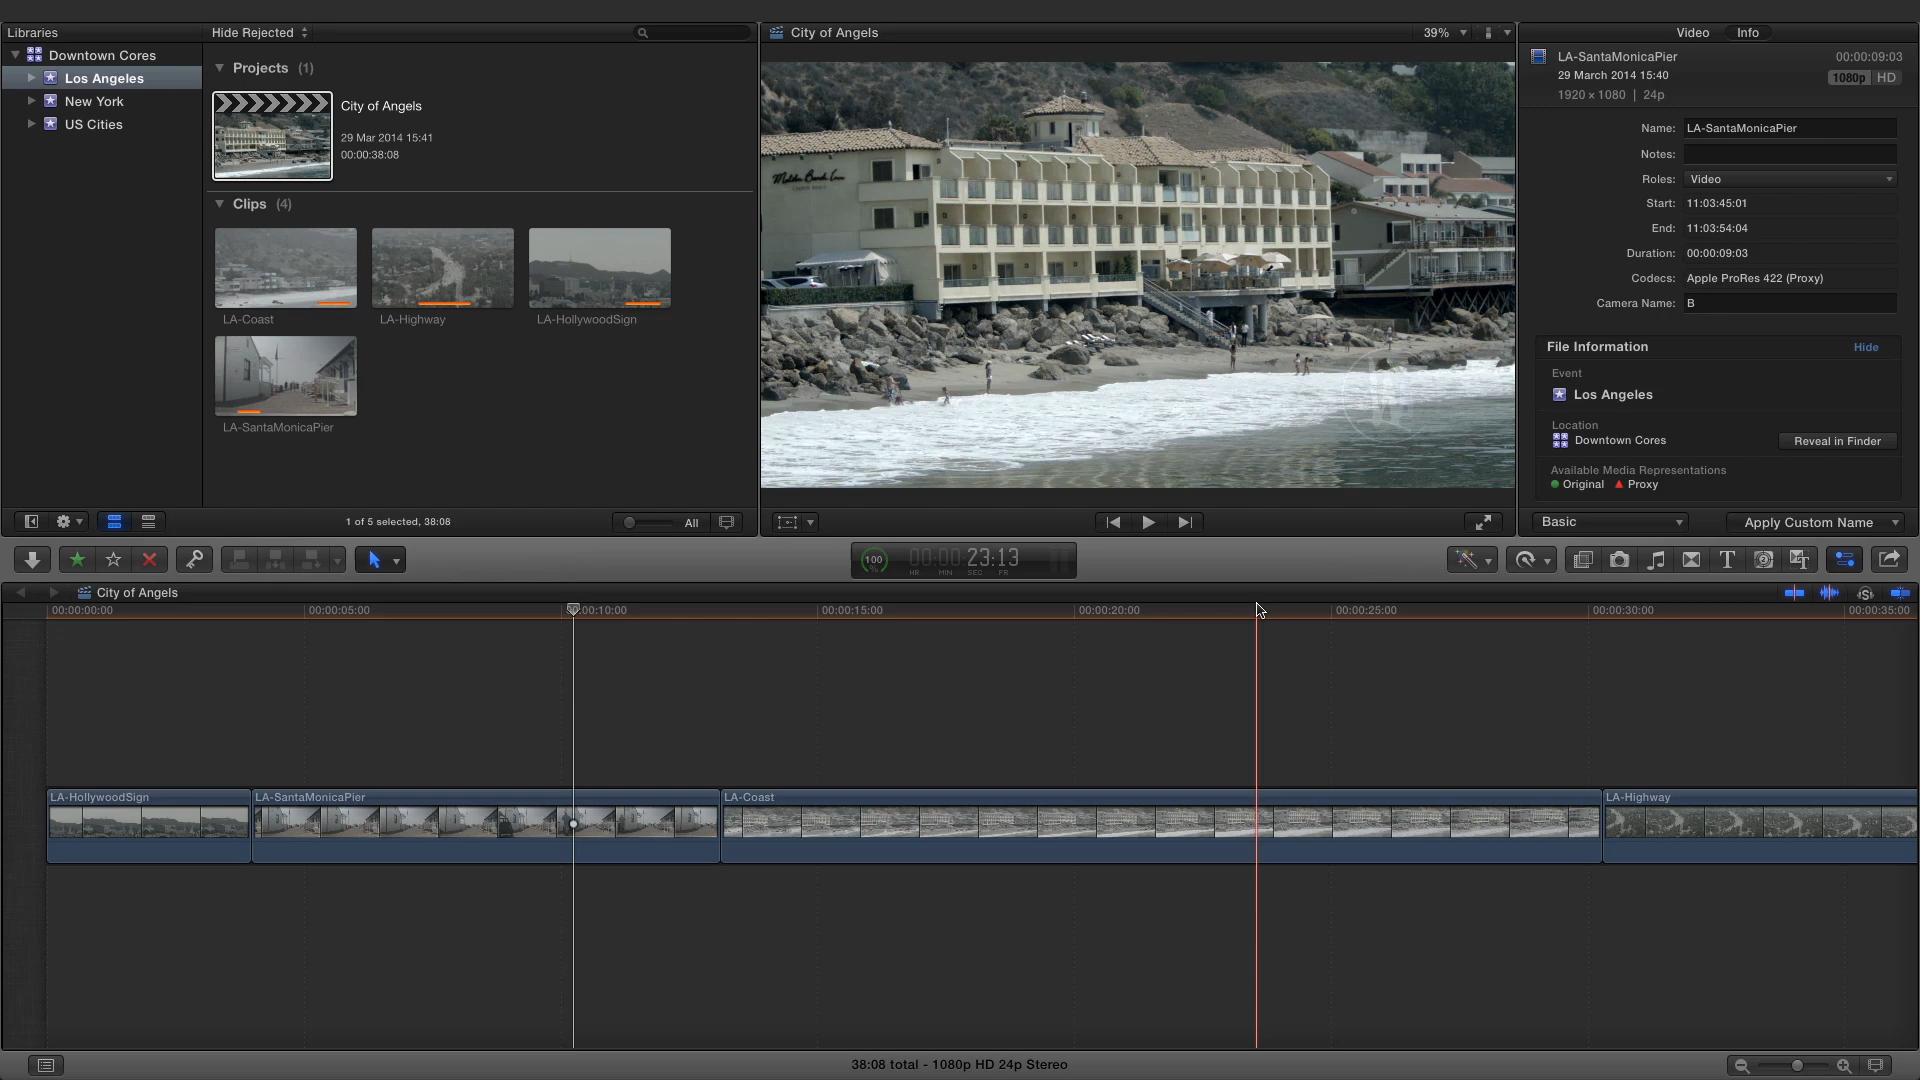 Libraries
Hide Rejected
City of Angels
39%
Video
Info
Downtown Cores
Los Angeles
New York
US Cities
Projects (1)
City of Angels
29 Mar 2014 15:41
00:00:38:08
Clips (4)
LA-Coast
LA-Highway
LA-HollywoodSign
LA-SantaMonicaPier
1 of 5 selected, 38:08
All
Malibu Beach Inn
LA-SantaMonicaPier
00:00:09:03
29 March 2014 15:40
1080p HD
1920 × 1080 | 24p
Name: LA-SantaMonicaPier
Notes:
Roles: Video
Start: 11:03:45:01
End: 11:03:54:04
Duration: 00:00:09:03
Codecs: Apple ProRes 422 (Proxy)
Camera Name: B
File Information
Hide
Event
Los Angeles
Location
Downtown Cores
Reveal in Finder
Available Media Representations
Original
Proxy
Basic
Apply Custom Name
100
%
00:00:23:13
HR MIN SEC FR
City of Angels
00:00:00:00
00:00:05:00
:00:10:00
00:00:15:00
00:00:20:00
00:00:25:00
00:00:30:00
00:00:35:00
LA-HollywoodSign
LA-SantaMonicaPier
LA-Coast
LA-Highway
38:08 total - 1080p HD 24p Stereo